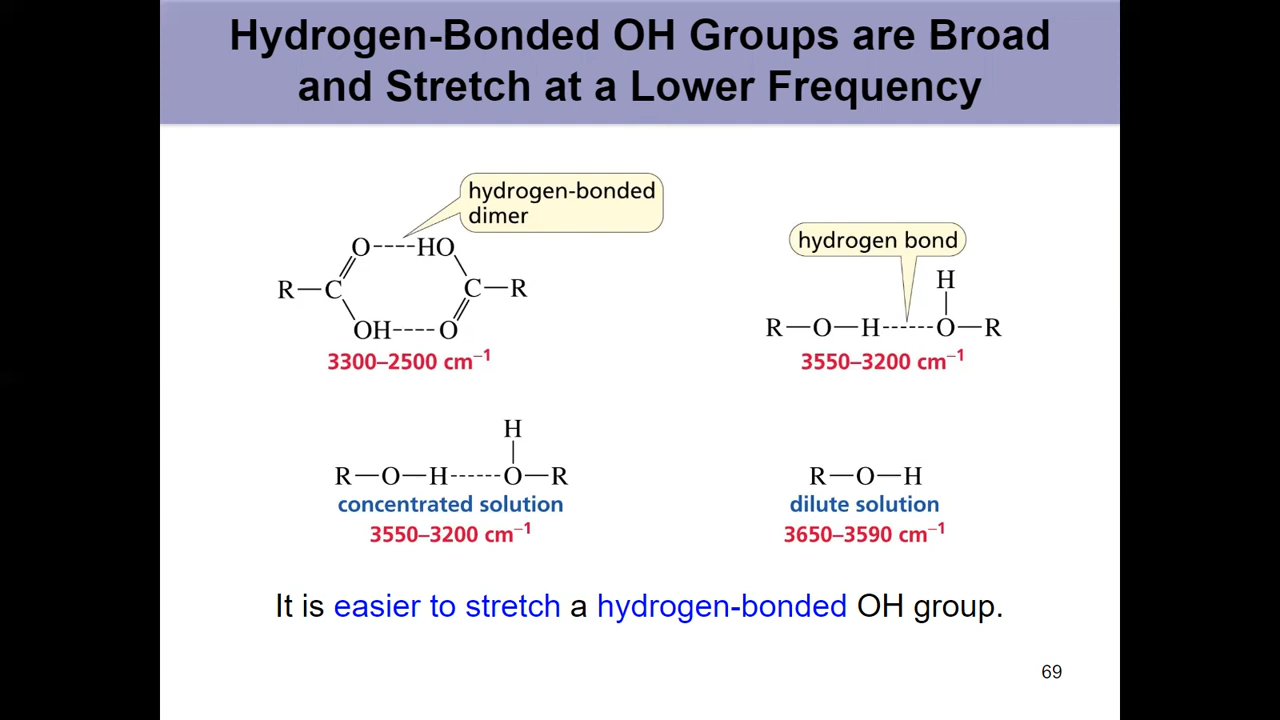 Hydrogen-Bonded OH Groups are Broad
and Stretch at a Lower Frequency
hydrogen-bonded
dimer
O----HO
R—C
C—R
OH----O
3300–2500 cm⁻¹
hydrogen bond
H
R—O—H------O—R
3550–3200 cm⁻¹
H
R—O—H------O—R
concentrated solution
3550–3200 cm⁻¹
R—O—H
dilute solution
3650–3590 cm⁻¹
It is easier to stretch a hydrogen-bonded OH group.
69